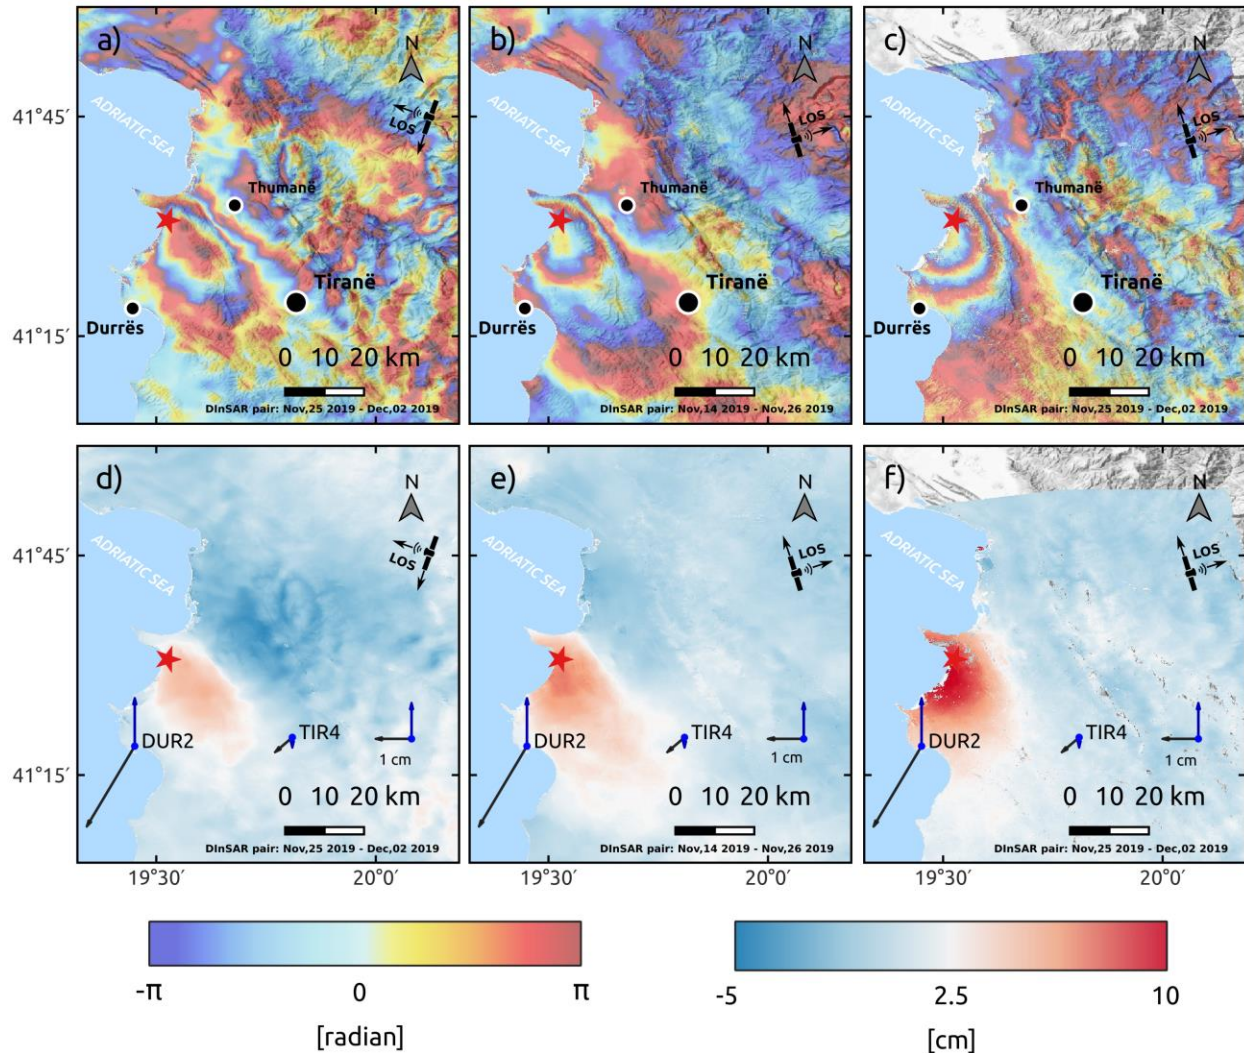 a)
N
ADRIATIC SEA
LOS
Thumanë
Tiranë
Durrës
0 10 20 km
DInSAR pair: Nov,25 2019 - Dec,02 2019
b)
N
ADRIATIC SEA
LOS
Thumanë
Tiranë
Durrës
0 10 20 km
DInSAR pair: Nov,14 2019 - Nov,26 2019
c)
N
ADRIATIC SEA
LOS
Thumanë
Tiranë
Durrës
0 10 20 km
DInSAR pair: Nov,25 2019 - Dec,02 2019
41°45′
41°15′
d)
N
ADRIATIC SEA
LOS
DUR2
TIR4
1 cm
0 10 20 km
DInSAR pair: Nov,25 2019 - Dec,02 2019
e)
N
ADRIATIC SEA
LOS
DUR2
TIR4
1 cm
0 10 20 km
DInSAR pair: Nov,14 2019 - Nov,26 2019
f)
N
ADRIATIC SEA
LOS
DUR2
TIR4
1 cm
0 10 20 km
DInSAR pair: Nov,25 2019 - Dec,02 2019
41°45′
41°15′
19°30′ 20°0′ 19°30′ 20°0′ 19°30′ 20°0′
-π 0 π
[radian]
-5 2.5 10
[cm]